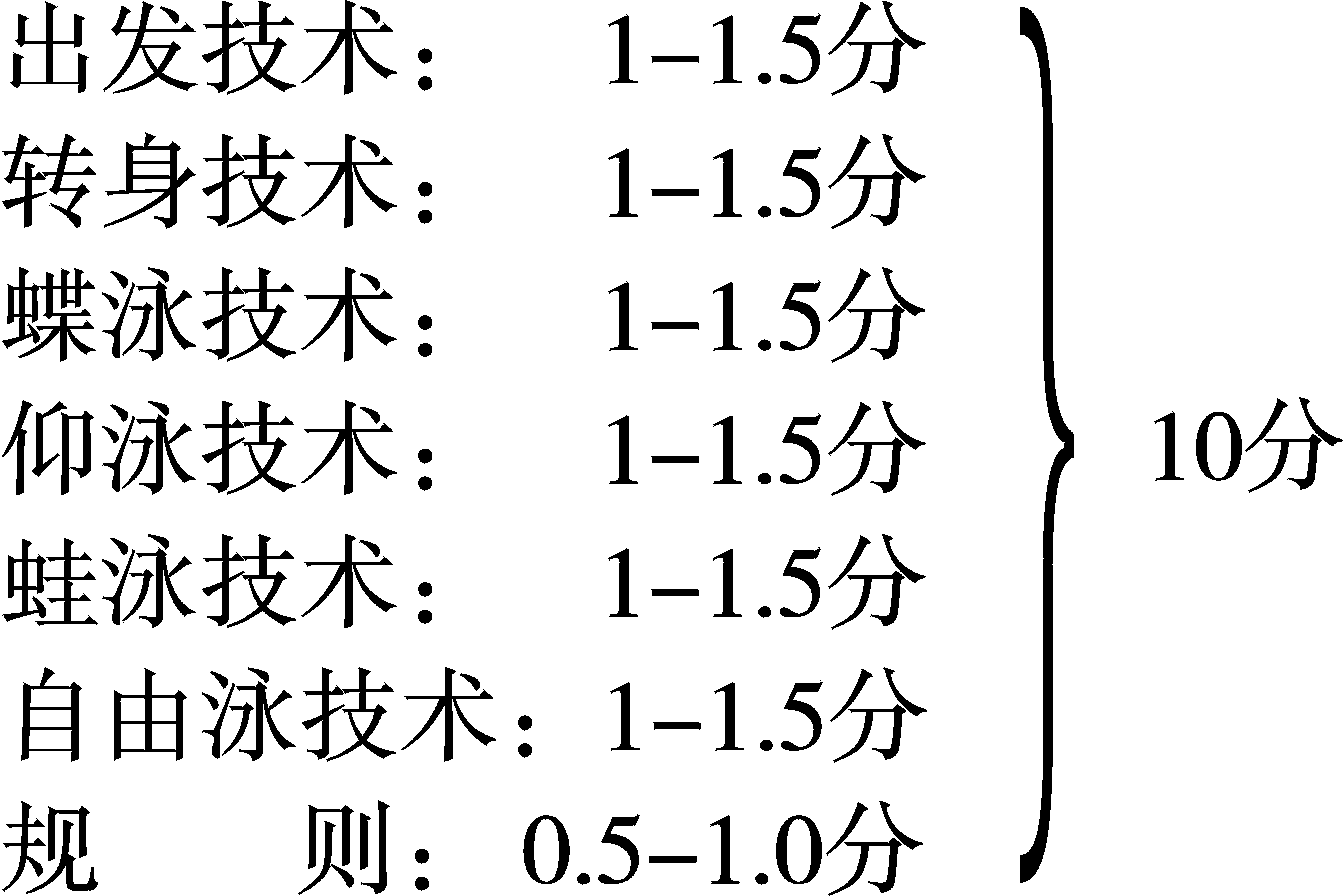 出发技术： 1-1.5分
转身技术： 1-1.5分
蝶泳技术： 1-1.5分
仰泳技术： 1-1.5分 10分
蛙泳技术： 1-1.5分
自由泳技术： 1-1.5分
规 则： 0.5-1.0分